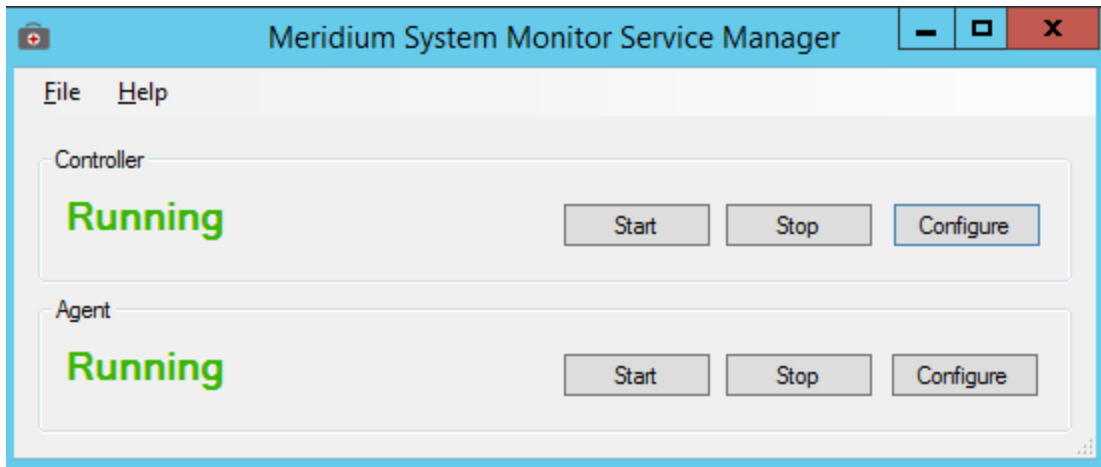 Meridium System Monitor Service Manager
File Help
Controller
Running Start Stop Configure
Agent
Running Start Stop Configure